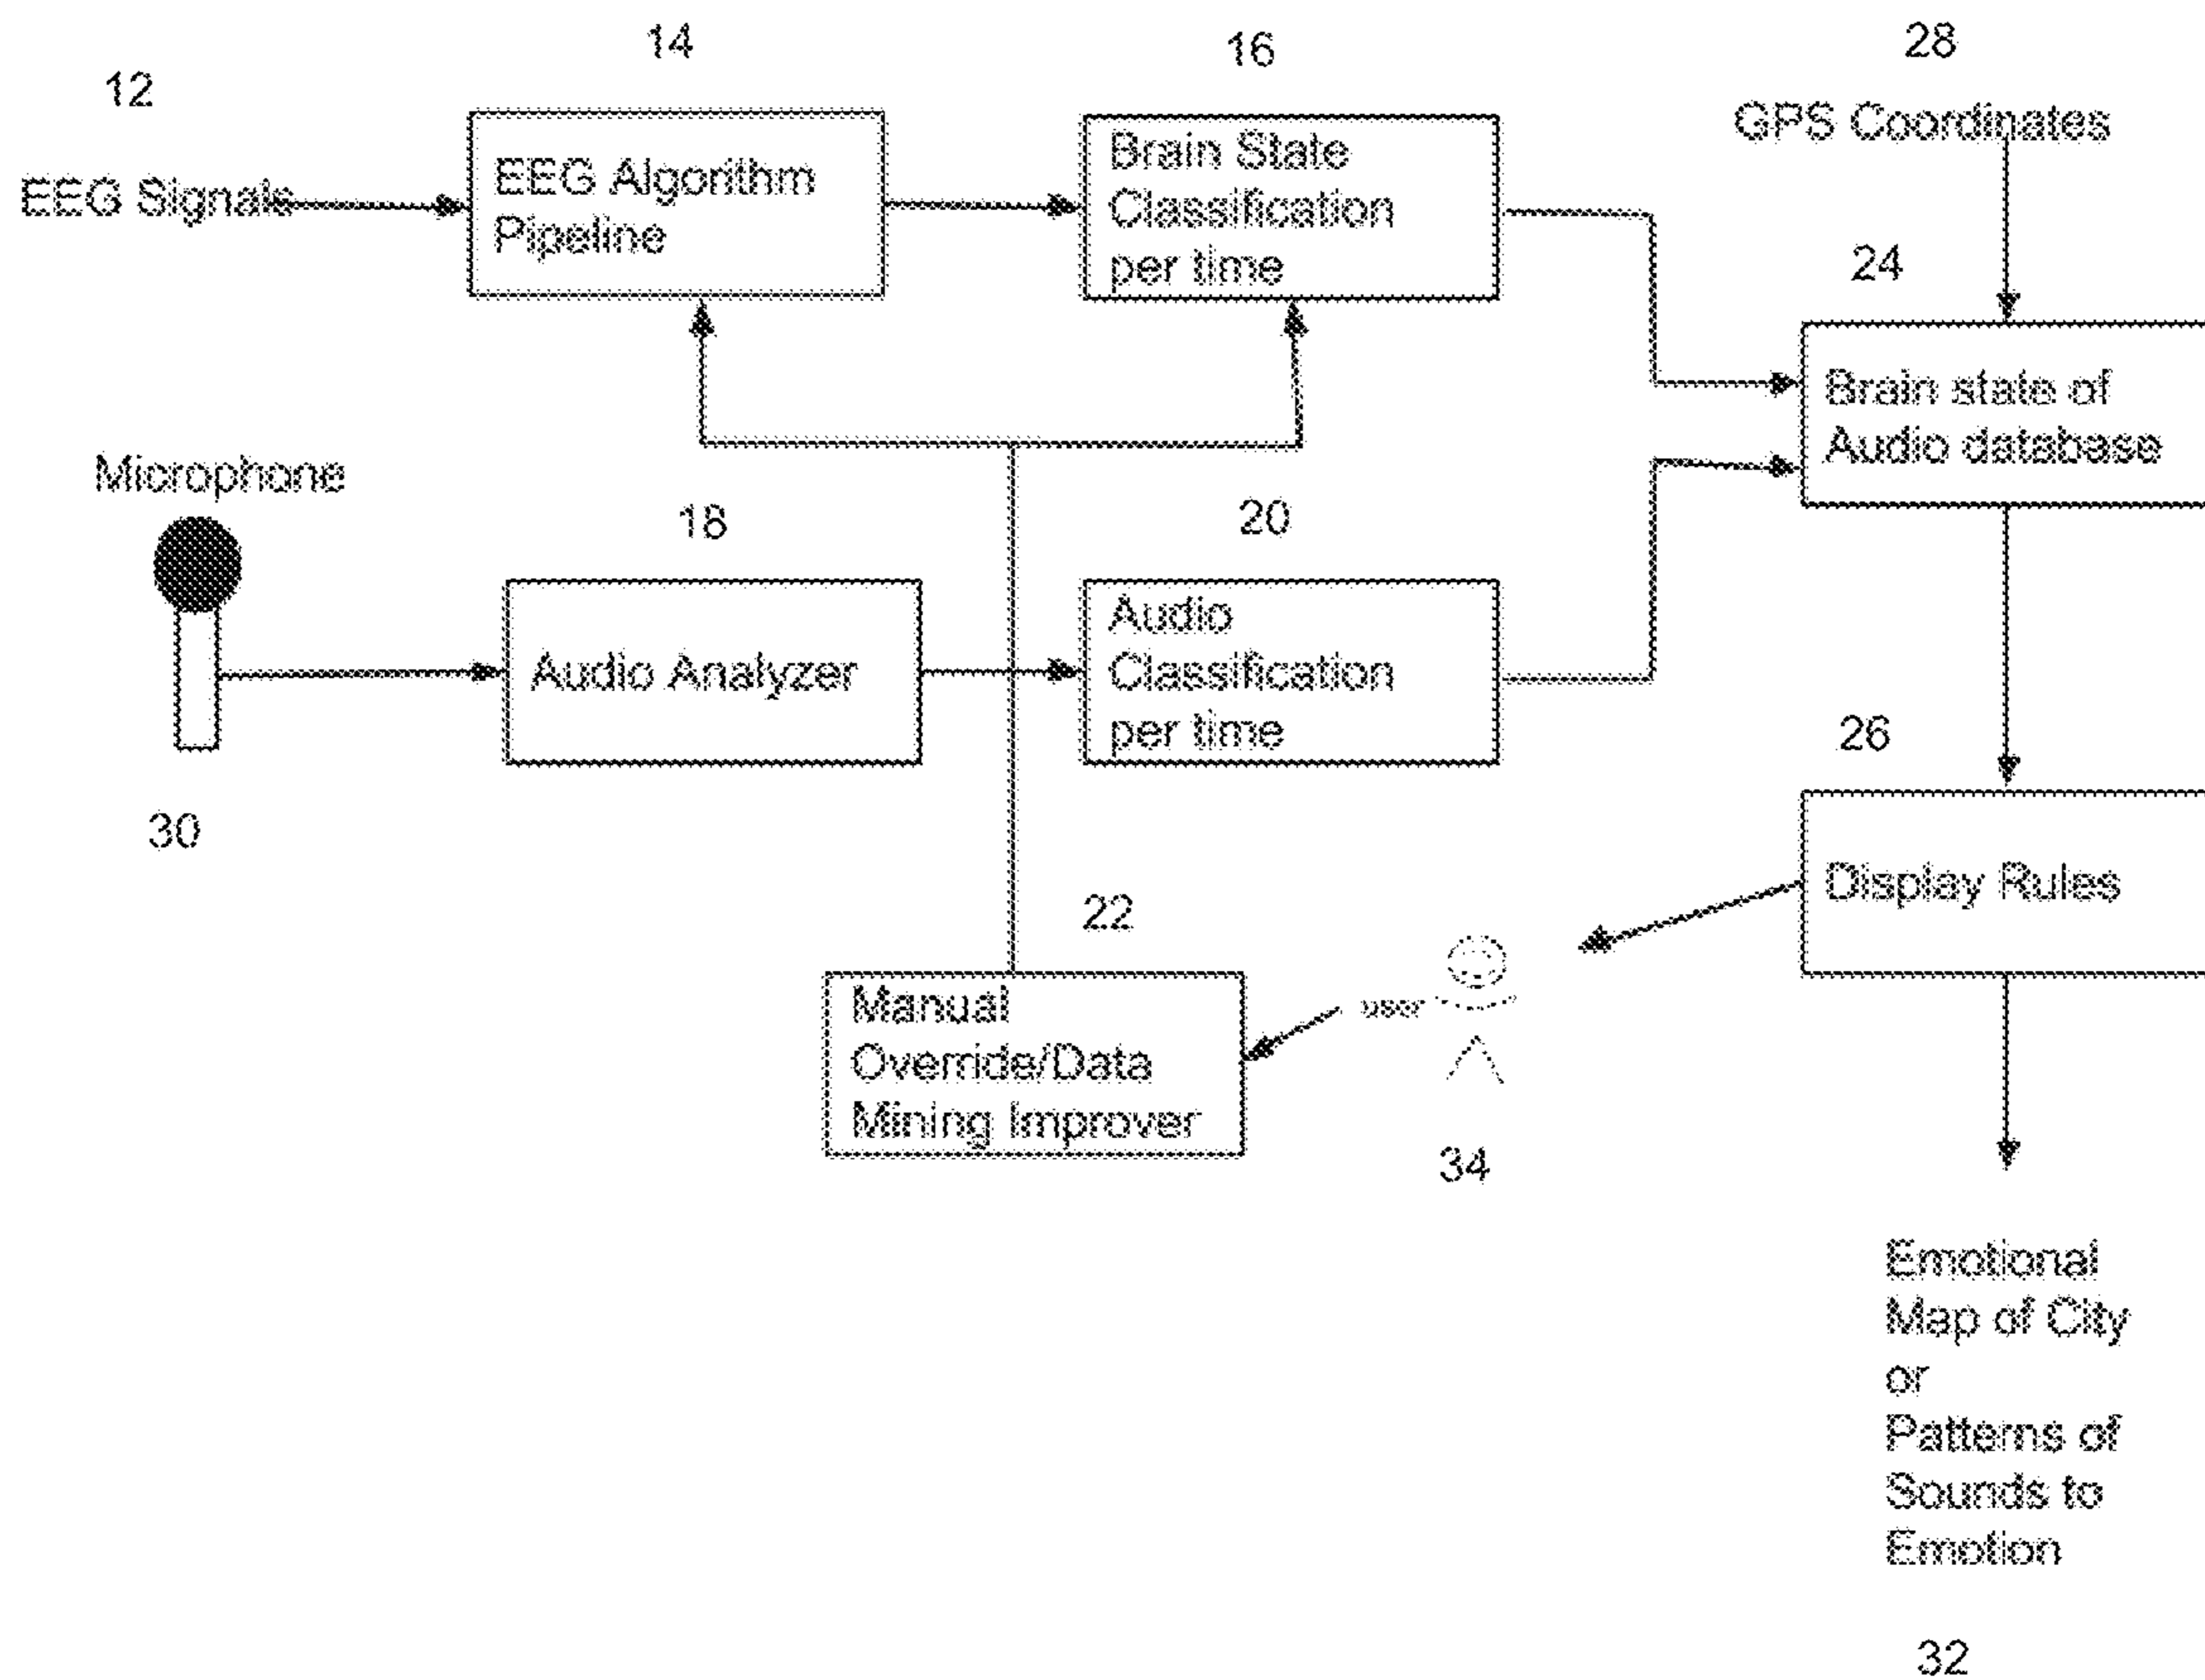 14
16
28
12
GPS Coordinates
EEG Signals
EEG Algorithm
Pipeline
Brain State
Classification
per time
24
Brain state of
Audio database
Microphone
18
20
Audio Analyzer
Audio
Classification
per time
26
30
Display Rules
22
user
Manual
Override/Data
Mining Improver
34
Emotional
Map of City
or
Patterns of
Sounds to
Emotion
32